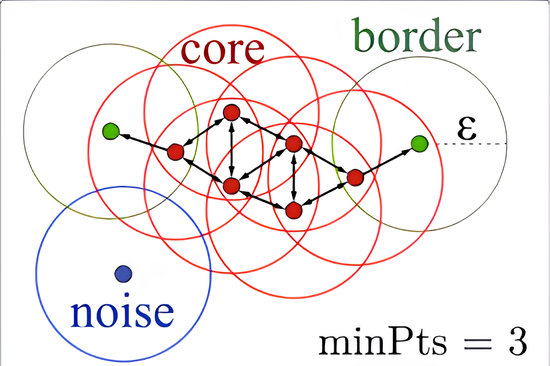 core
border
ε
noise
minPts = 3